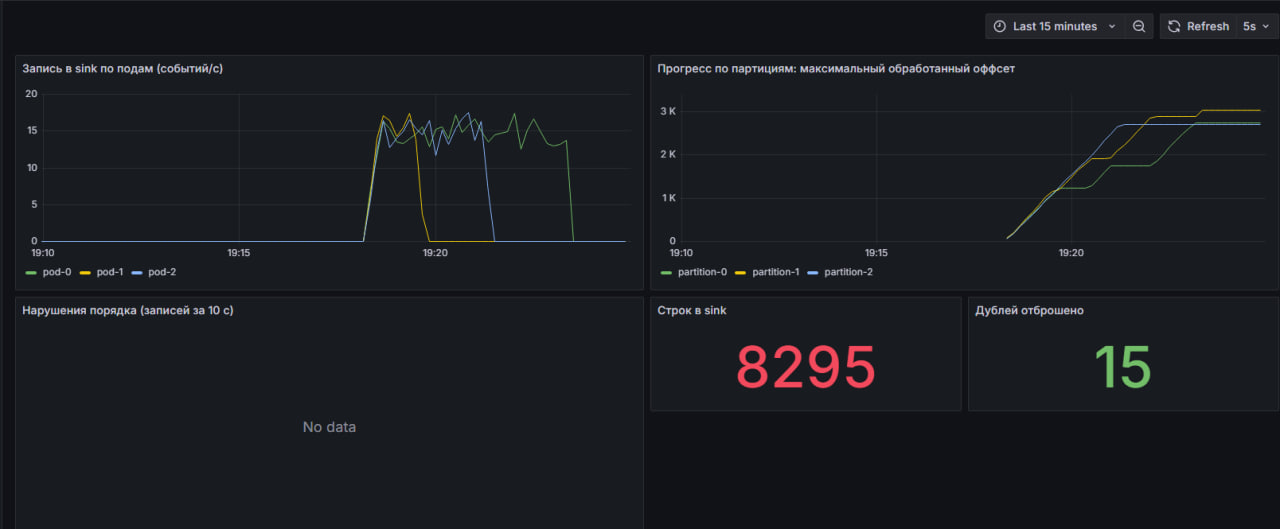 Last 15 minutes
Refresh
5s
Запись в sink по подам (событий/с)
20
15
10
5
0
19:10
19:15
19:20
pod-0
pod-1
pod-2
Прогресс по партициям: максимальный обработанный оффсет
3 K
2 K
1 K
0
19:10
19:15
19:20
partition-0
partition-1
partition-2
Нарушения порядка (записей за 10 с)
No data
Строк в sink
8295
Дублей отброшено
15